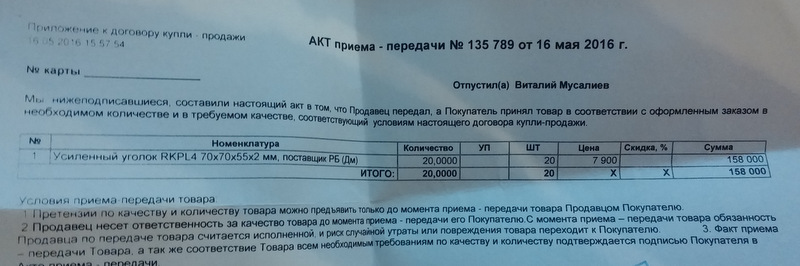 Приложение к договору купли - продажи
16.05.2016 15:57:54
АКТ приема - передачи № 135 789 от 16 мая 2016 г.
№ карты
Отпустил(а) Виталий Мусалиев
Мы, нижеподписавшиеся, составили настоящий акт в том, что Продавец передал, а Покупатель принял товар в соответствии с оформленным заказом в
необходимом количестве и в требуемом качестве, соответствующий условиям настоящего договора купли-продажи.
№ Номенклатура Количество УП ШТ Цена Скидка, % Сумма
1 Усиленный уголок RKPL4 70х70х55х2 мм, поставщик РБ (Дм) 20,0000 20 7 900 158 000
ИТОГО: 20,0000 20 X X 158 000
Условия приема-передачи товара:
1 Претензии по качеству и количеству товара можно предъявить только до момента приема - передачи товара Продавцом Покупателю.
2 Продавец несет ответственность за качество товара до момента приема - передачи его Покупателю.С момента приема – передачи товара обязанность
Продавца по передаче товара считается исполненной, и риск случайной утраты или повреждения товара переходит к Покупателю. 3. Факт приема
– передачи Товара, а так же соответствие Товара всем необходимым требованиям по качеству и количеству подтверждается подписью Покупателя в
Акте приема - передачи.